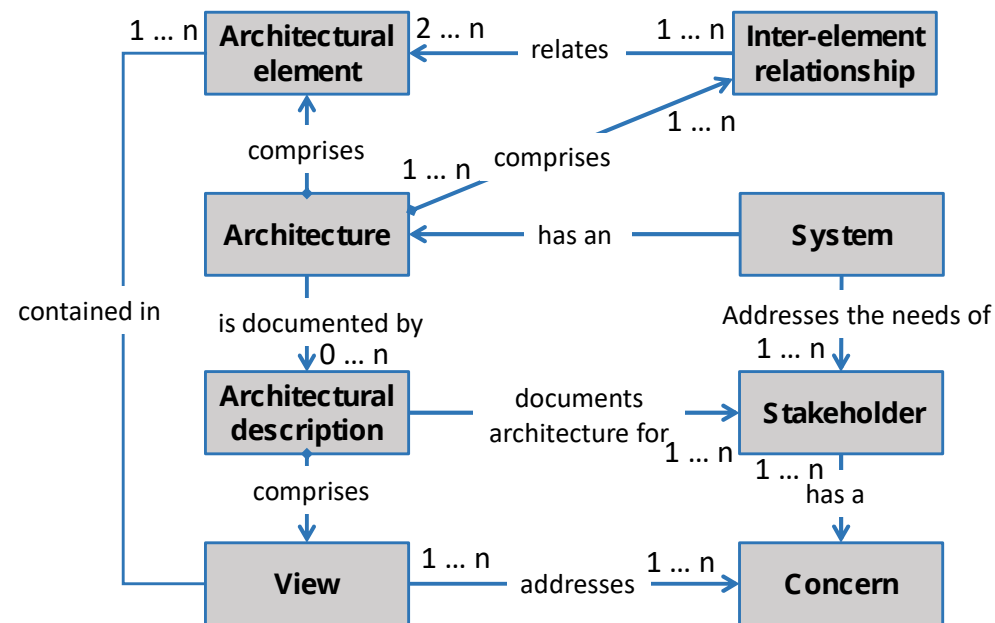 1 ... n
Architectural
element
2 ... n
relates
1 ... n
Inter-element
relationship
comprises
1 ... n
comprises
1 ... n
Architecture
has an
System
contained in
is documented by
0 ... n
Addresses the needs of
1 ... n
Architectural
description
documents
architecture for
1 ... n
Stakeholder
1 ... n
has a
comprises
View
1 ... n
addresses
1 ... n
Concern